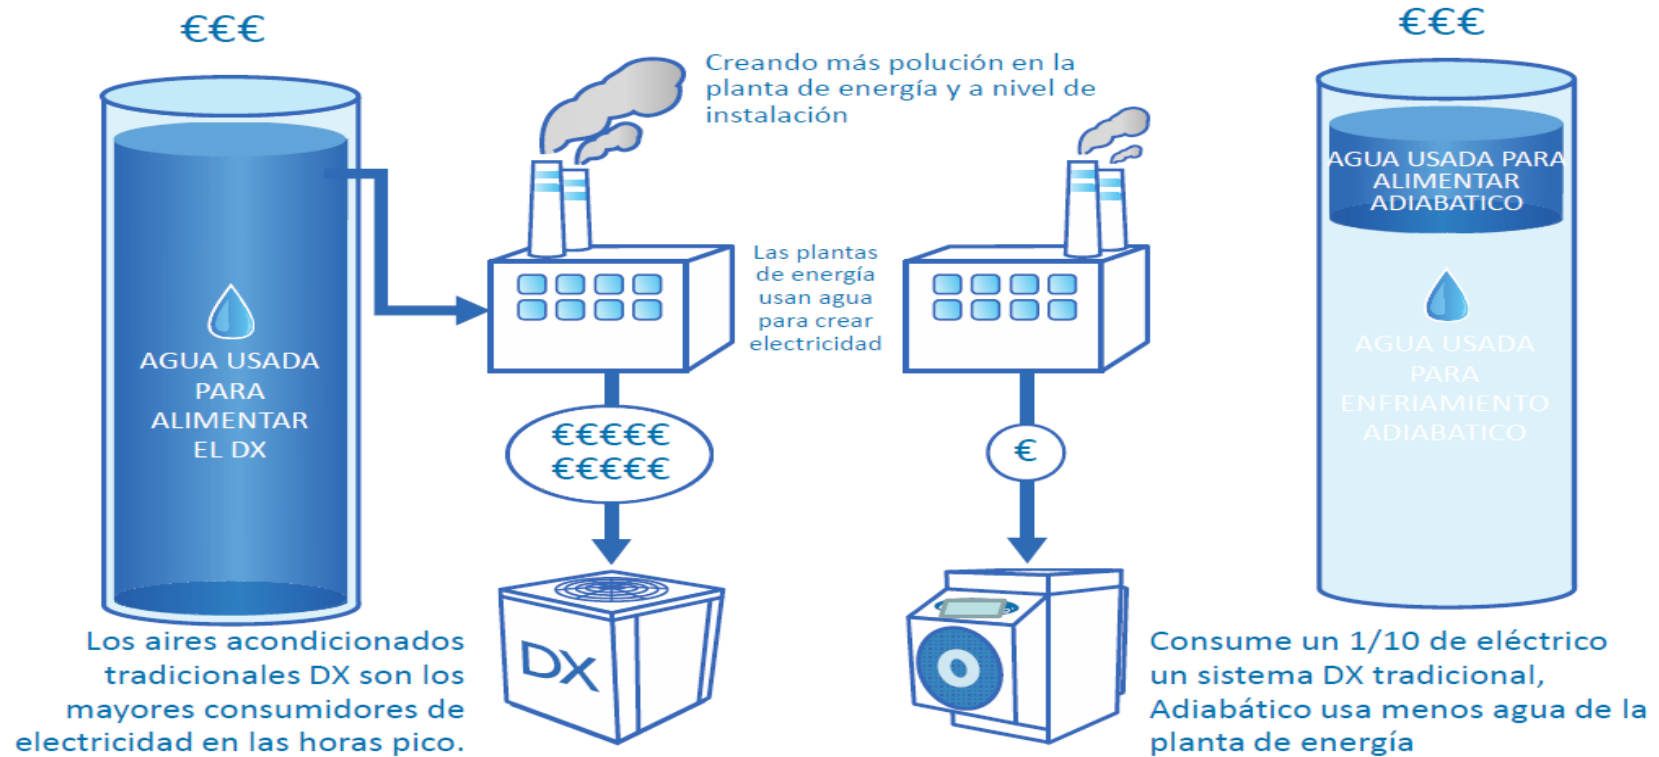 €€€
AGUA USADA
PARA
ALIMENTAR
EL DX
Los aires acondicionados
tradicionales DX son los
mayores consumidores de
electricidad en las horas pico.
Creando más polución en la
planta de energía y a nivel de
instalación
Las plantas
de energía
usan agua
para crear
electricidad
€€€€€
€€€€€
DX
€
€€€
AGUA USADA PARA
ALIMENTAR
ADIABATICO
AGUA USADA
PARA
ENFRIAMIENTO
ADIABATICO
Consume un 1/10 de eléctrico
un sistema DX tradicional,
Adiabático usa menos agua de la
planta de energía